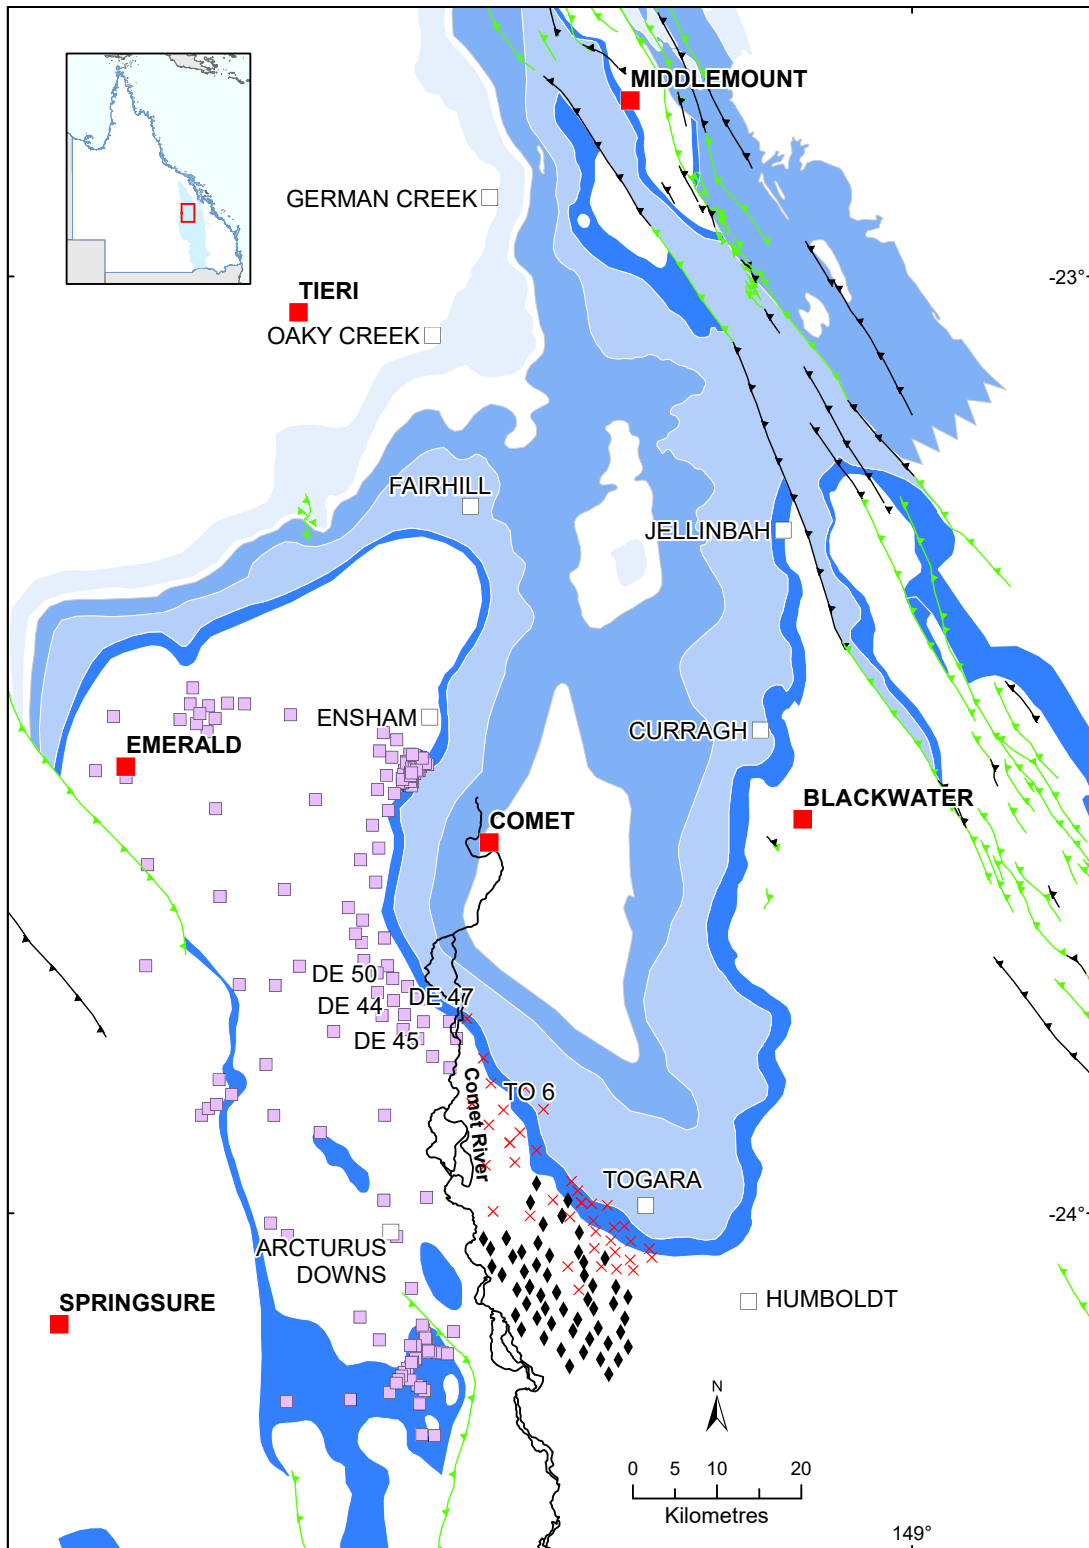 MIDDLEMOUNT
GERMAN CREEK
-23°
TIERI
OAKY CREEK
FAIRHILL
JELLINBAH
ENSHAM
CURRAGH
EMERALD
BLACKWATER
COMET
DE 50
DE 47
DE 44
DE 45
TO 6
Comet River
TOGARA
-24°
ARCTURUS
DOWNS
HUMBOLDT
SPRINGSURE
N
0 5 10 20
Kilometres
149°